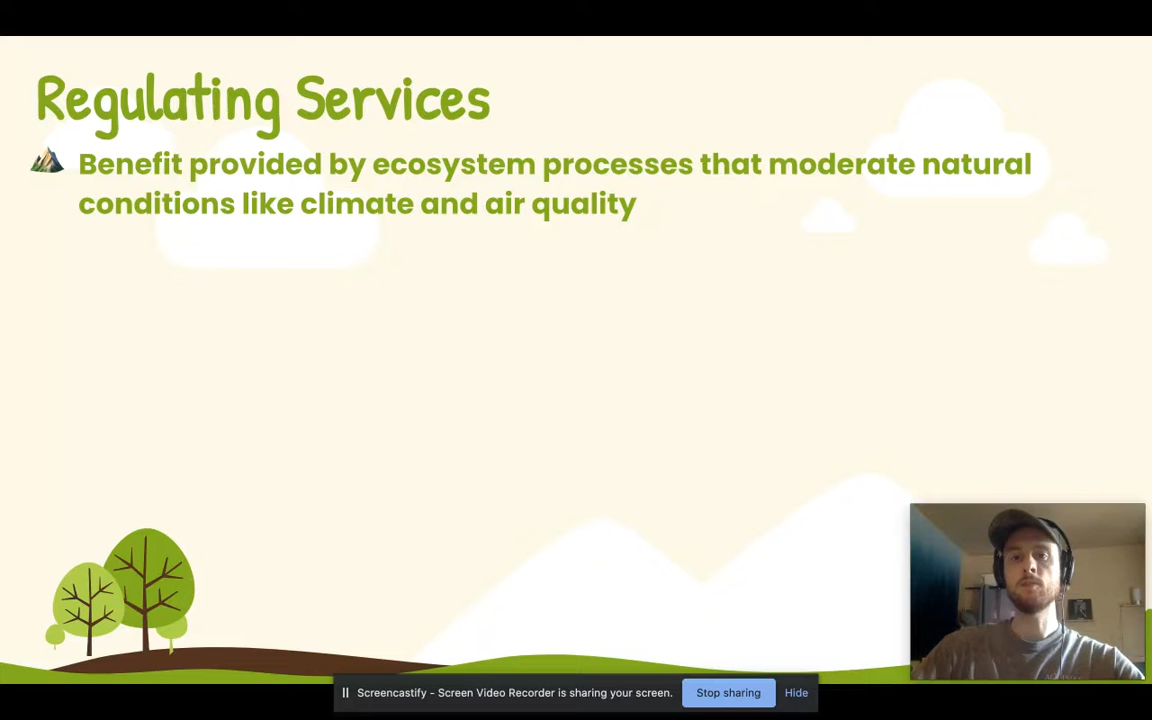 Regulating Services
Benefit provided by ecosystem processes that moderate natural
conditions like climate and air quality
Screencastify - Screen Video Recorder is sharing your screen. Stop sharing Hide